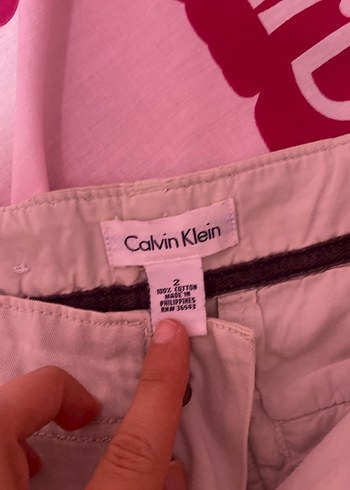 Calvin Klein
2
100% COTTON
MADE IN
PHILIPPINES
RN# 36543